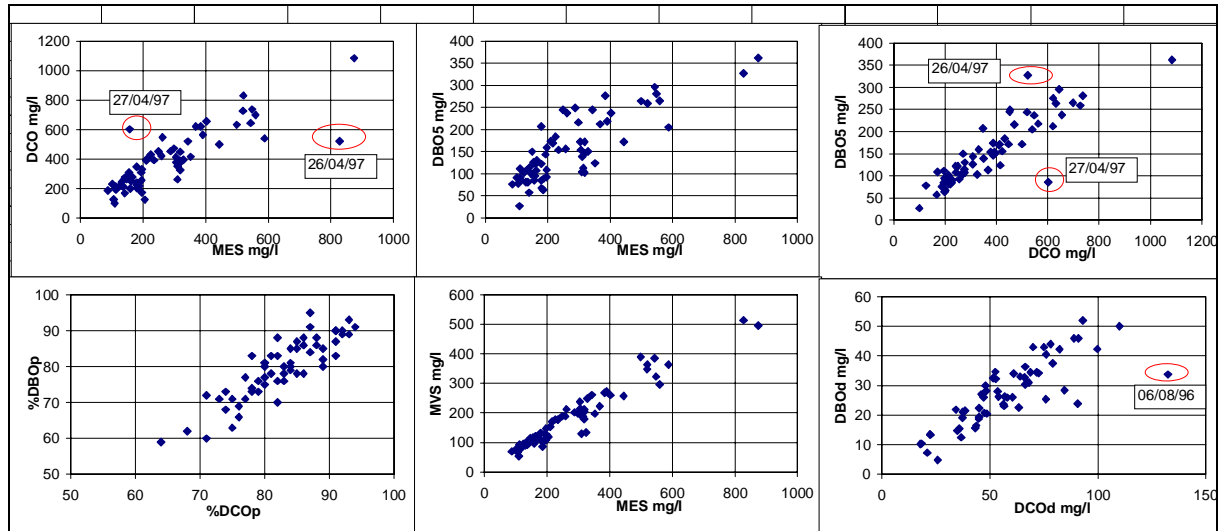 DCO mg/l
1200
1000
800
600
400
200
0
0 200 400 600 800 1000
MES mg/l
27/04/97
26/04/97
DBO5 mg/l
400
350
300
250
200
150
100
50
0
0 200 400 600 800 1000
MES mg/l
DBO5 mg/l
400
350
300
250
200
150
100
50
0
0 200 400 600 800 1000 1200
DCO mg/l
26/04/97
27/04/97
%DBOp
100
90
80
70
60
50
50 60 70 80 90 100
%DCOp
MVS mg/l
600
500
400
300
200
100
0
0 200 400 600 800 1000
MES mg/l
DBOd mg/l
60
50
40
30
20
10
0
0 50 100 150
DCOd mg/l
06/08/96